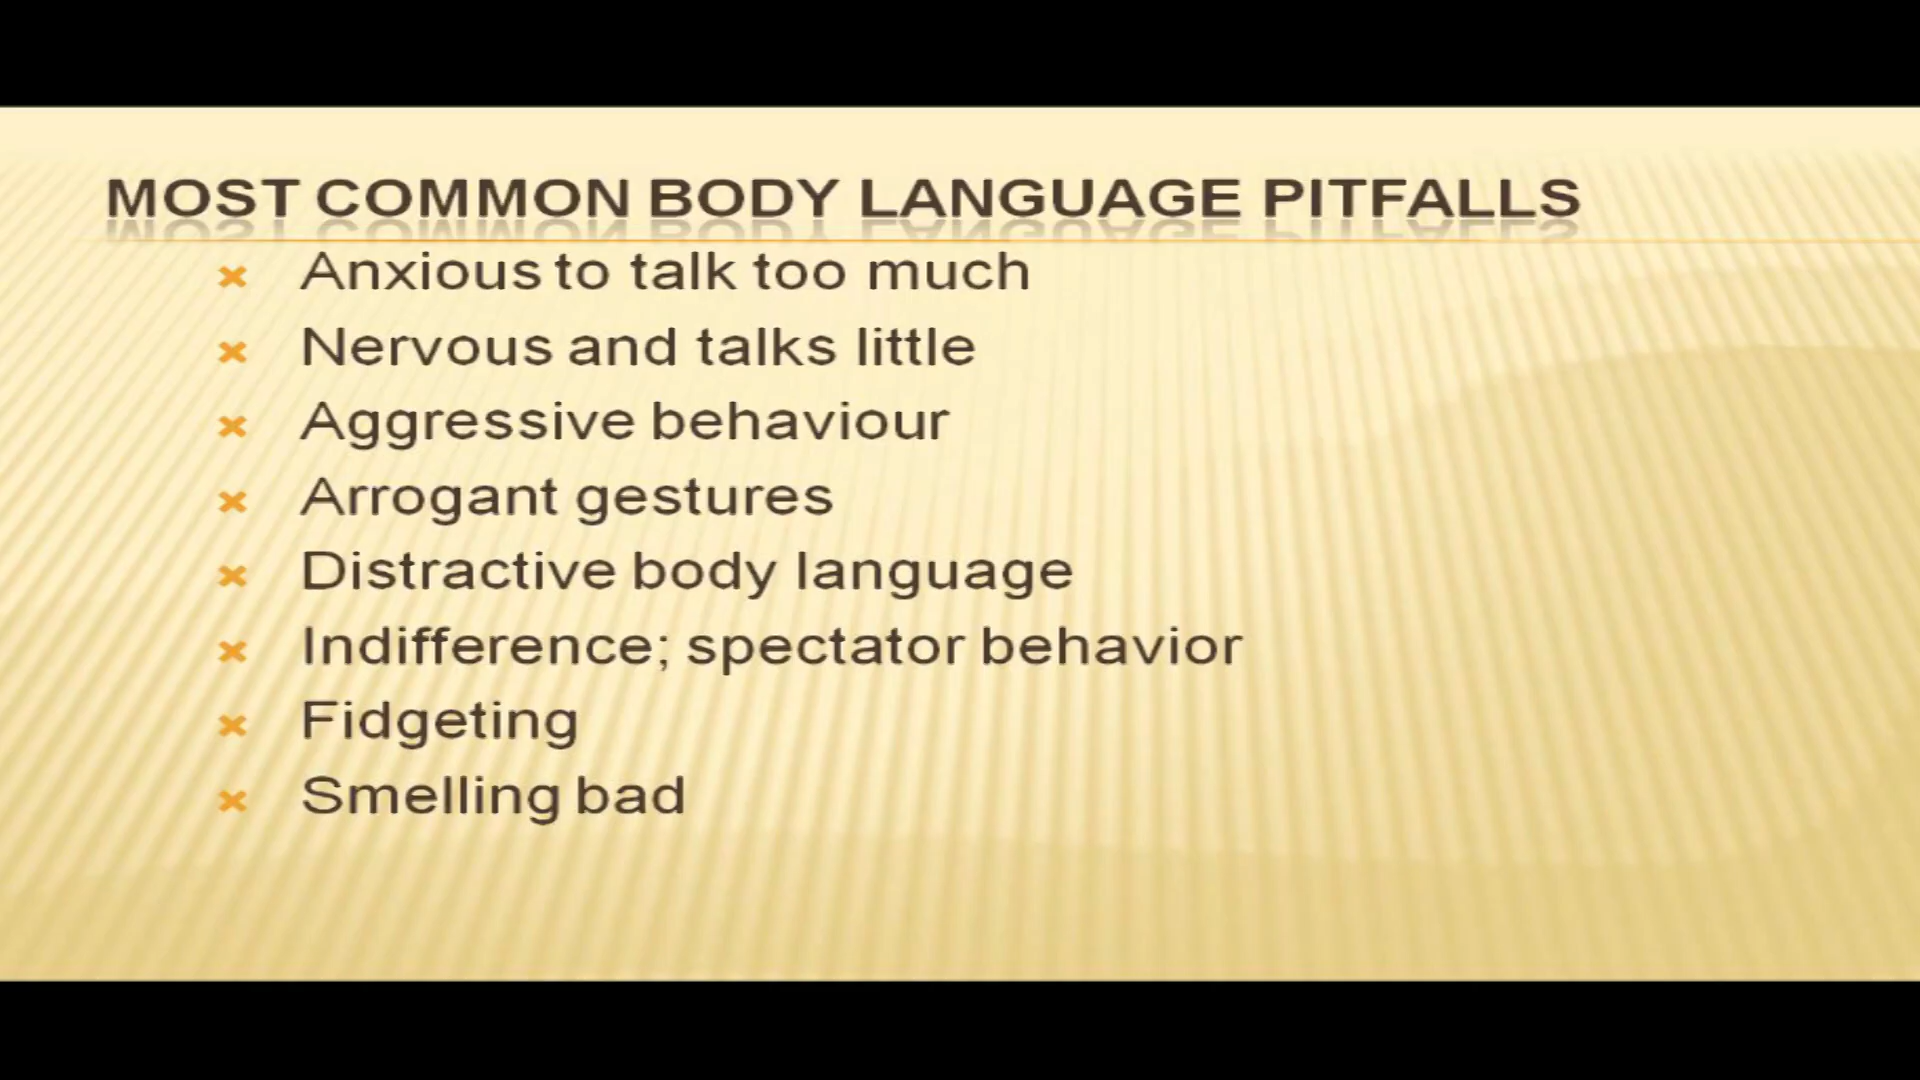 MOST COMMON BODY LANGUAGE PITFALLS
Anxious to talk too much
Nervous and talks little
Aggressive behaviour
Arrogant gestures
Distractive body language
Indifference; spectator behavior
Fidgeting
Smelling bad